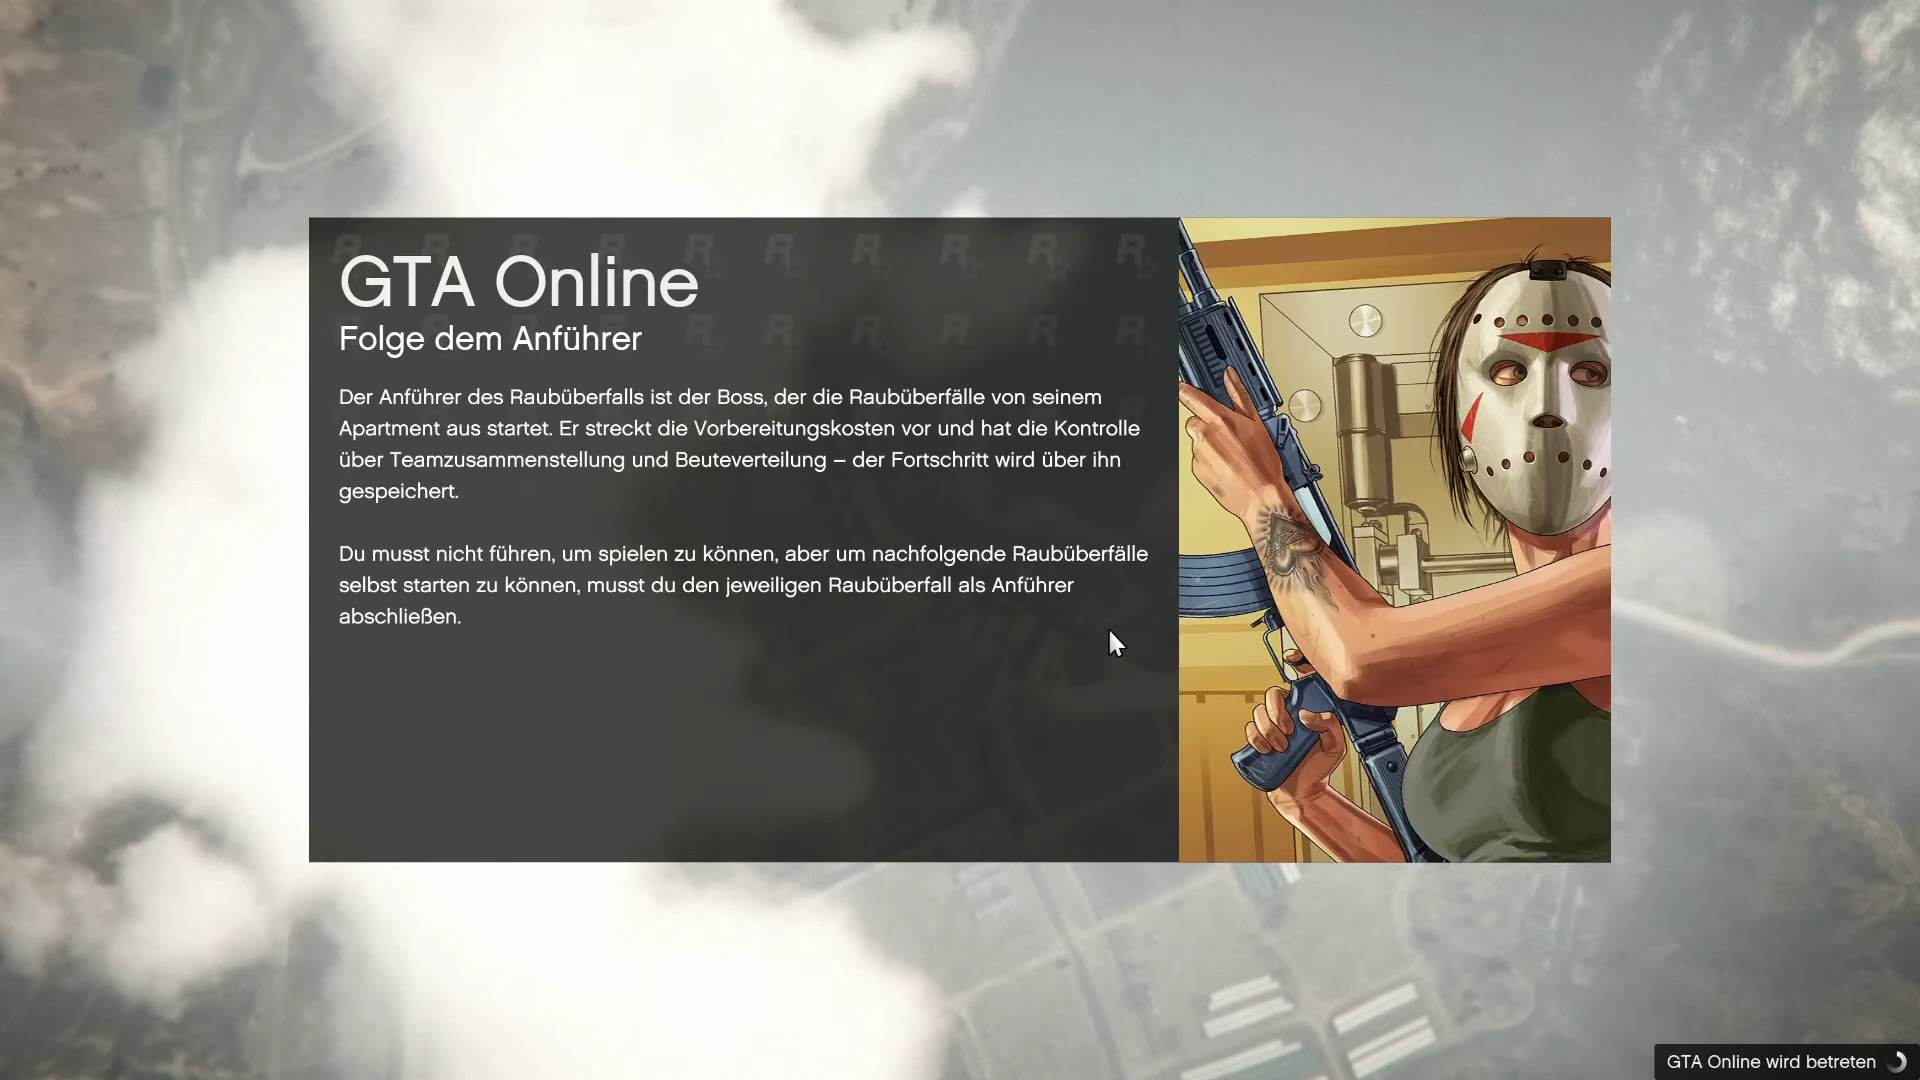 GTA Online
Folge dem Anführer
Der Anführer des Raubüberfalls ist der Boss, der die Raubüberfälle von seinem
Apartment aus startet. Er streckt die Vorbereitungskosten vor und hat die Kontrolle
über Teamzusammenstellung und Beuteverteilung – der Fortschritt wird über ihn
gespeichert.
Du musst nicht führen, um spielen zu können, aber um nachfolgende Raubüberfälle
selbst starten zu können, musst du den jeweiligen Raubüberfall als Anführer
abschließen.
GTA Online wird betreten